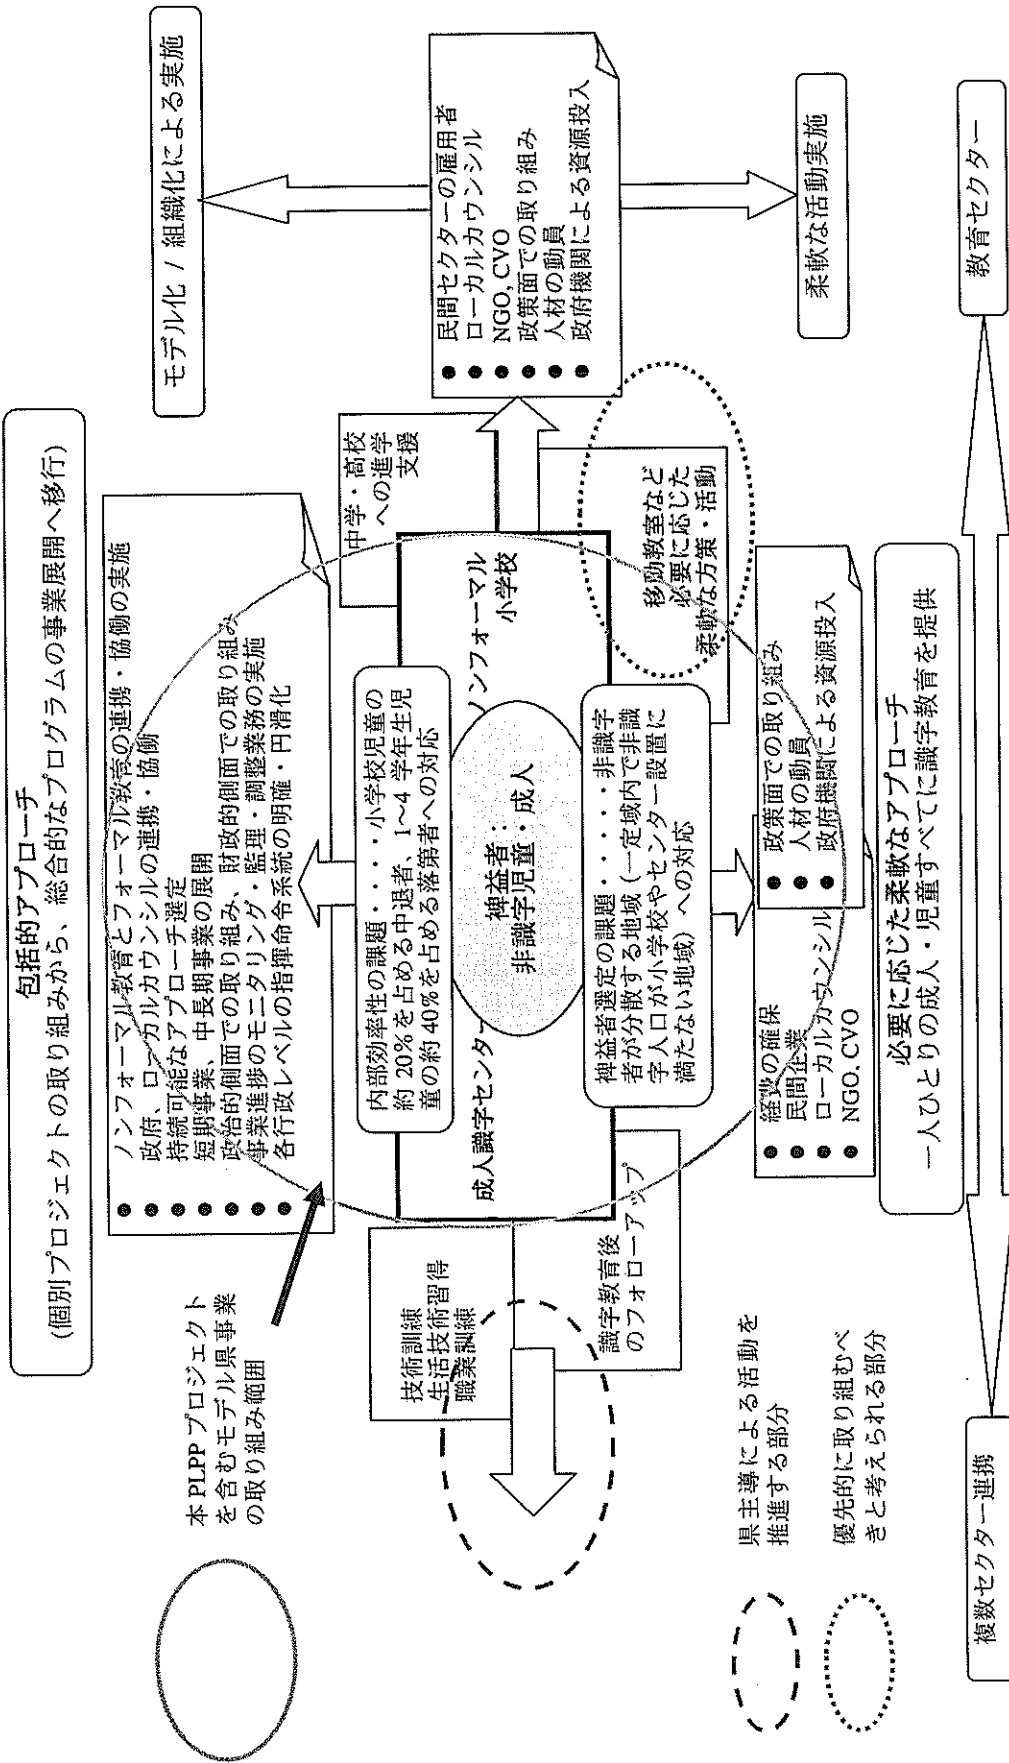 包括的アプローチ
(個別プロジェクトの取り組みから、総合的なプログラムの事業展開へ移行)
モデル化 / 組織化による実施
本 PLPP プロジェクト
を含むモデル県事業
の取り組み範囲
● ノンフォーマル教育とフォーマル教育の連携・協働の実施
● 政府、ローカルカウンシルの連携・協働
● 持続可能なアプローチ選定
● 短期事業、中長期事業の展開
● 政治的側面での取り組み、財政的側面での取り組み
● 事業進捗のモニタリング・監理・調整業務の実施
● 各行政レベルの指揮命令系統の明確・円滑化
中学・高校
への進学
支援
技術訓練
生活技術習得
職業訓練
内部効率性の課題・・・・小学校児童の
約 20%を占める中退者、1~4 学年生児
童の約 40%を占める落第者への対応
● 民間セクターの雇用者
● ローカルカウンシル
● NGO, CVO
● 政策面での取り組み
● 人材の動員
● 政府機関による資源投入
成人識字センター
裨益者:
非識字児童・成人
ノンフォーマル
小学校
識字教育後
のフォローアップ
裨益者選定の課題・・・・・非識字
者が分散する地域 (一定域内で非識
字人口が小学校やセンター設置に
満たない地域) への対応
移動教室など
必要に応じた
柔軟な方策・活動
県主導による活動を
推進する部分
優先的に取り組むべ
きと考えられる部分
● 経費の確保
● 民間企業
● ローカルカウンシル
● NGO, CVO
● 政策面での取り組み
● 人材の動員
● 政府機関による資源投入
柔軟な活動実施
必要に応じた柔軟なアプローチ
一人ひとりの成人・児童すべてに識字教育を提供
複数セクター連携
教育セクター